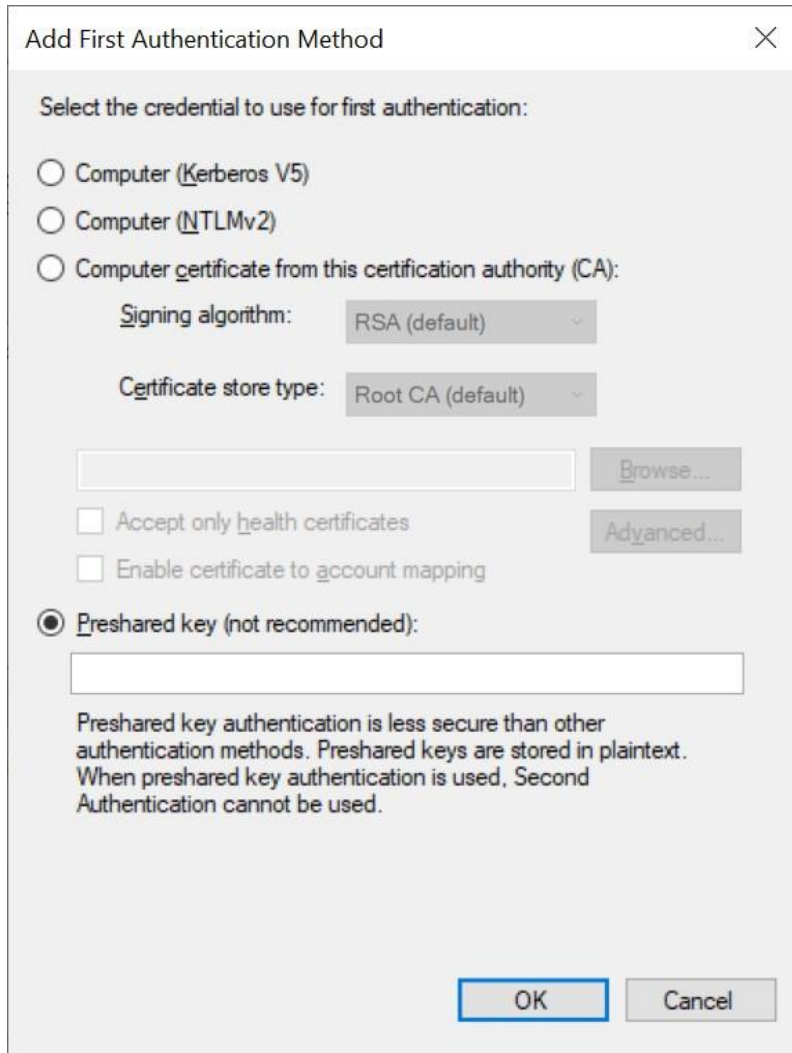 Add First Authentication Method
Select the credential to use for first authentication:
Computer (Kerberos V5)
Computer (NTLMv2)
Computer certificate from this certification authority (CA):
Signing algorithm: RSA (default)
Certificate store type: Root CA (default)
Browse...
Accept only health certificates
Advanced...
Enable certificate to account mapping
Preshared key (not recommended):
Preshared key authentication is less secure than other
authentication methods. Preshared keys are stored in plaintext.
When preshared key authentication is used, Second
Authentication cannot be used.
OK Cancel